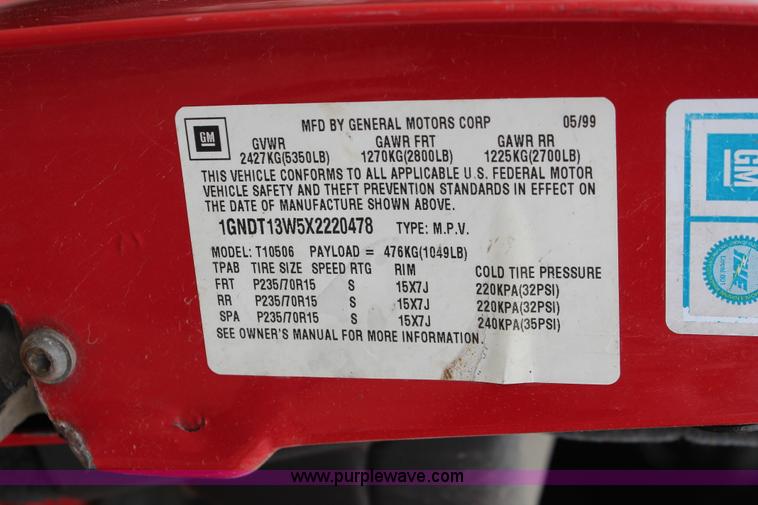 MFD BY GENERAL MOTORS CORP 05/99
GM
GVWR GAWR FRT GAWR RR
2427KG(5350LB) 1270KG(2800LB) 1225KG(2700LB)
THIS VEHICLE CONFORMS TO ALL APPLICABLE U.S. FEDERAL MOTOR
VEHICLE SAFETY AND THEFT PREVENTION STANDARDS IN EFFECT ON
THE DATE OF MANUFACTURE SHOWN ABOVE.
1GNDT13W5X2220478 TYPE: M.P.V.
MODEL: T10506 PAYLOAD = 476KG(1049LB)
TPAB TIRE SIZE SPEED RTG RIM COLD TIRE PRESSURE
FRT P235/70R15 S 15X7J 220KPA(32PSI)
RR P235/70R15 S 15X7J 220KPA(32PSI)
SPA P235/70R15 S 15X7J 240KPA(35PSI)
SEE OWNER'S MANUAL FOR MORE INFORMATION.
GM
www.purplewave.com